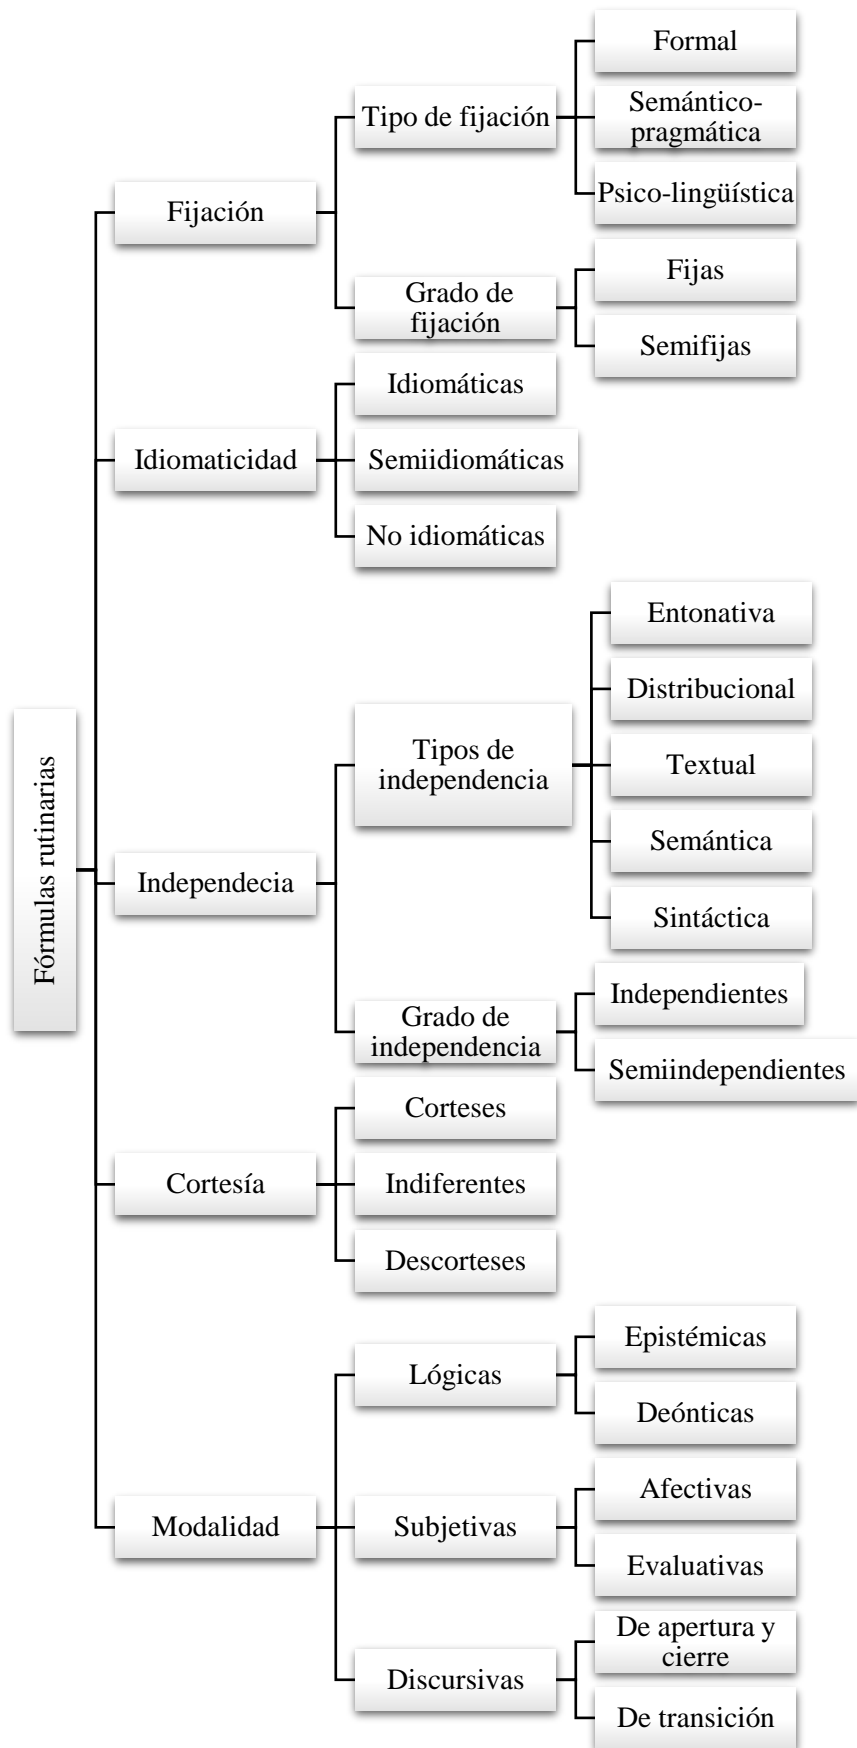 Fórmulas rutinarias
Fijación
Tipo de fijación
Formal
Semántico-
pragmática
Psico-lingüística
Grado de
fijación
Fijas
Semifijas
Idiomaticidad
Idiomáticas
Semiidiomáticas
No idiomáticas
Independecia
Tipos de
independencia
Entonativa
Distribucional
Textual
Semántica
Sintáctica
Grado de
independencia
Independientes
Semiindependientes
Cortesía
Corteses
Indiferentes
Descorteses
Modalidad
Lógicas
Epistémicas
Deónticas
Subjetivas
Afectivas
Evaluativas
Discursivas
De apertura y
cierre
De transición